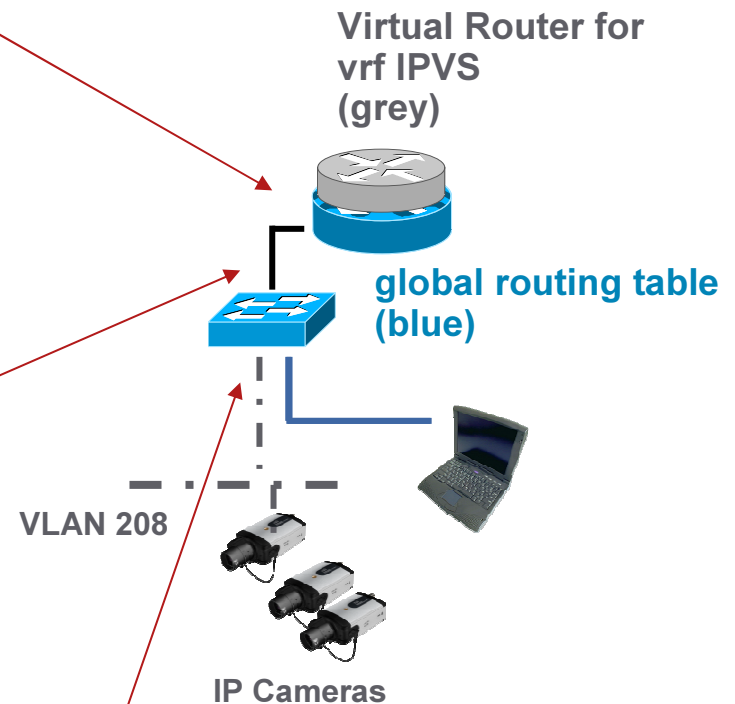 Virtual Router for
vrf IPVS
(grey)
global routing table
(blue)
VLAN 208
IP Cameras